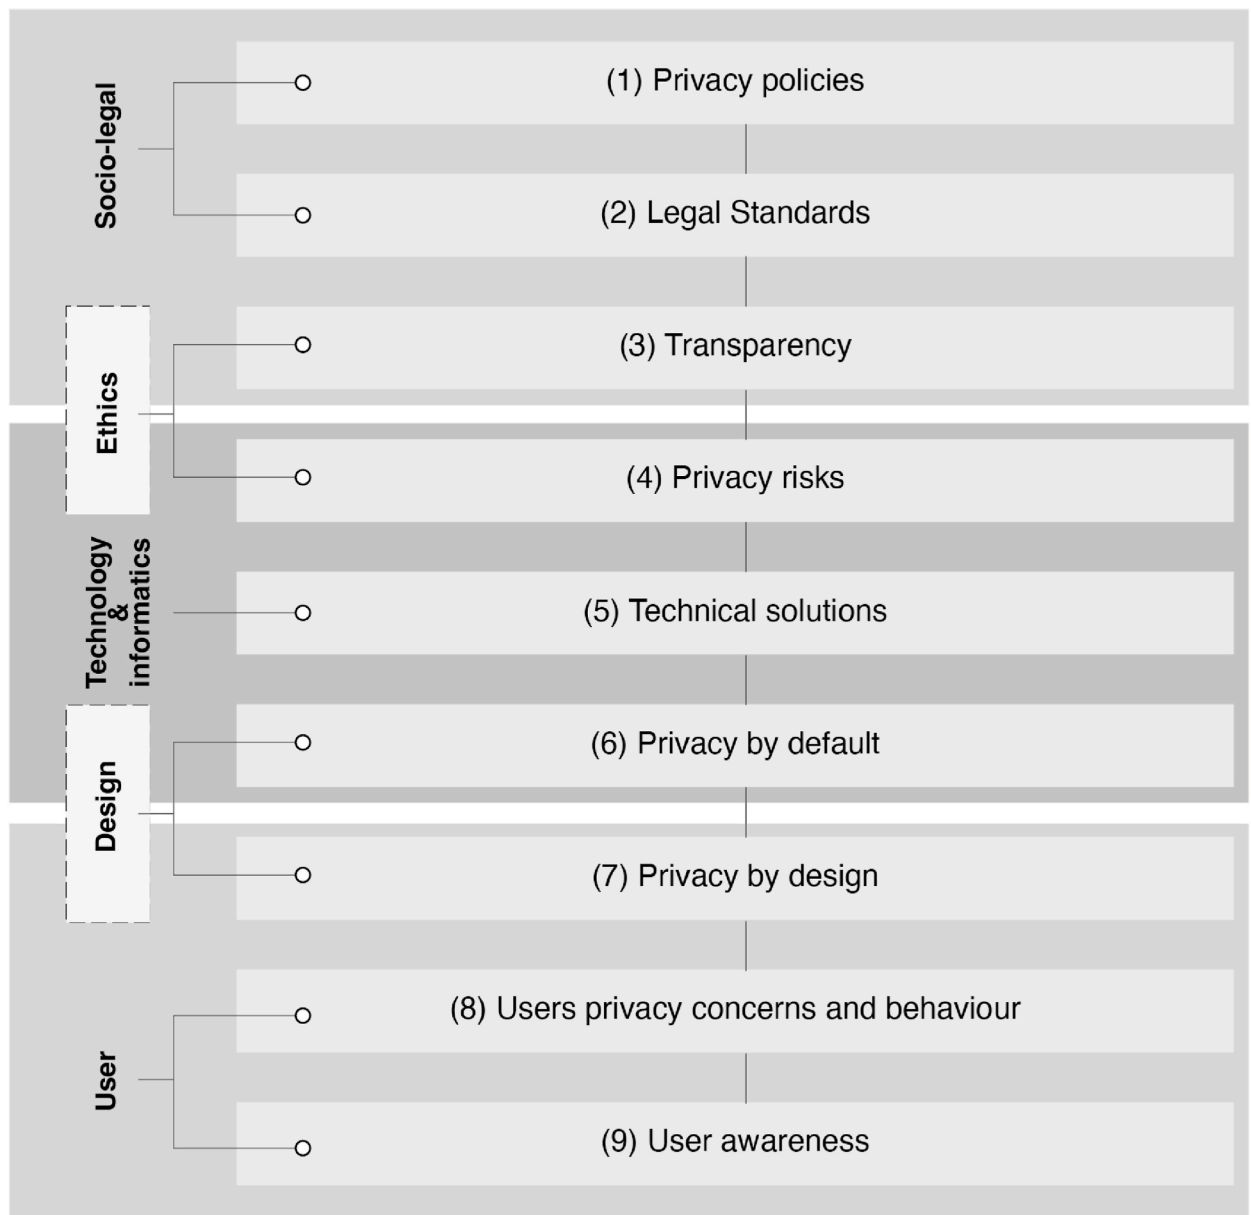 Socio-legal
(1) Privacy policies
(2) Legal Standards
Ethics
(3) Transparency
(4) Privacy risks
Technology
&
informatics
(5) Technical solutions
Design
(6) Privacy by default
(7) Privacy by design
User
(8) Users privacy concerns and behaviour
(9) User awareness